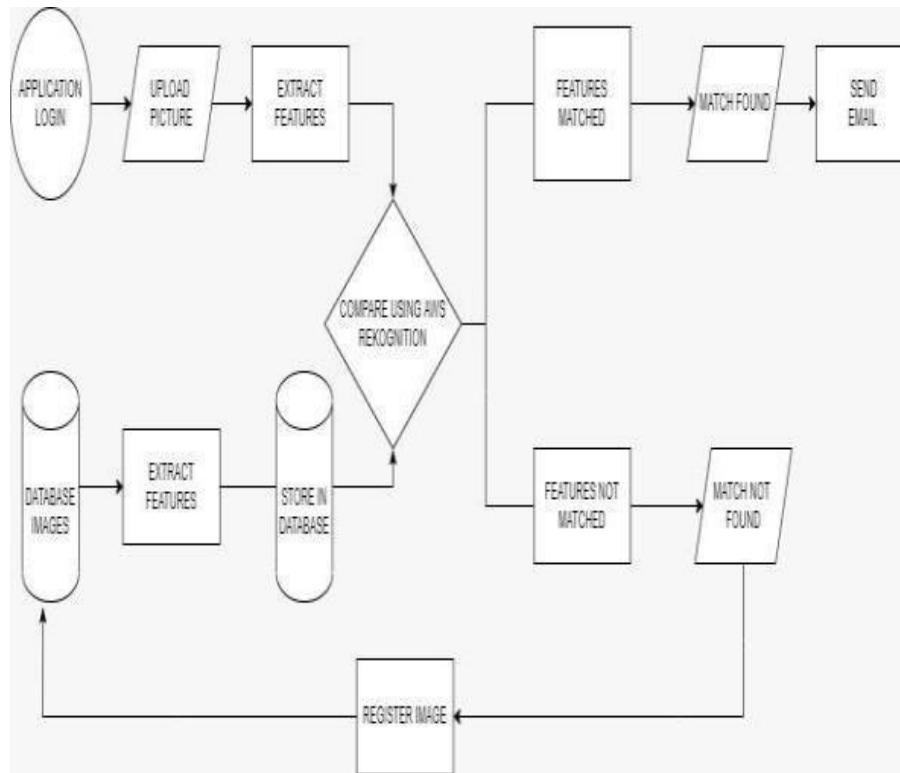 APPLICATION
LOGIN
UPLOAD
PICTURE
EXTRACT
FEATURES
FEATURES
MATCHED
MATCH FOUND
SEND
EMAIL
COMPARE USING AWS
REKOGNITION
DATABASE
IMAGES
EXTRACT
FEATURES
STORE IN
DATABASE
FEATURES NOT
MATCHED
MATCH NOT
FOUND
REGISTER IMAGE